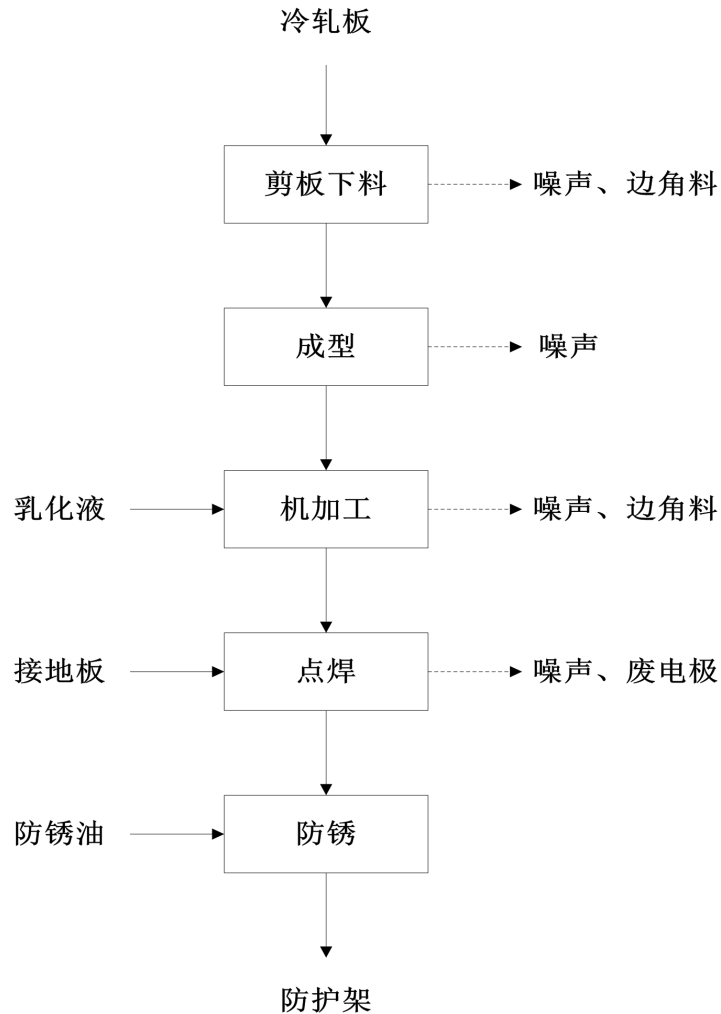 冷轧板
剪板下料
噪声、边角料
成型
噪声
乳化液
机加工
噪声、边角料
接地板
点焊
噪声、废电极
防锈油
防锈
防护架